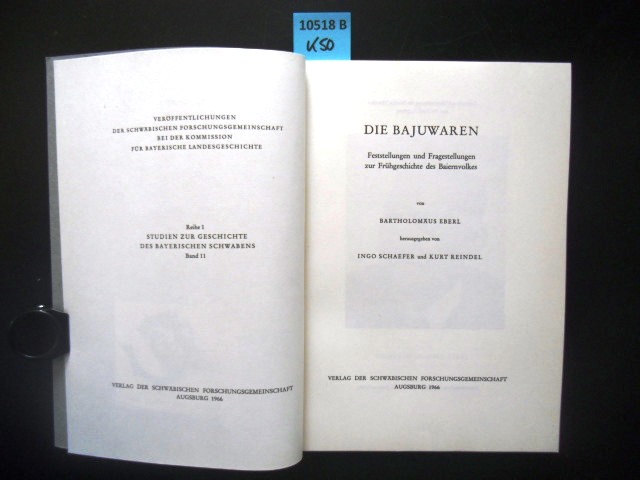 10518 B
K50
VERÖFFENTLICHUNGEN
DER SCHWÄBISCHEN FORSCHUNGSGEMEINSCHAFT
BEI DER KOMMISSION
FÜR BAYERISCHE LANDESGESCHICHTE
Reihe 1
STUDIEN ZUR GESCHICHTE
DES BAYERISCHEN SCHWABENS
Band 11
VERLAG DER SCHWÄBISCHEN FORSCHUNGSGEMEINSCHAFT
AUGSBURG 1966
DIE BAJUWAREN
Feststellungen und Fragestellungen
zur Frühgeschichte des Baiernvolkes
von
BARTHOLOMÄUS EBERL
herausgegeben von
INGO SCHAEFER und KURT REINDEL
VERLAG DER SCHWÄBISCHEN FORSCHUNGSGEMEINSCHAFT
AUGSBURG 1966